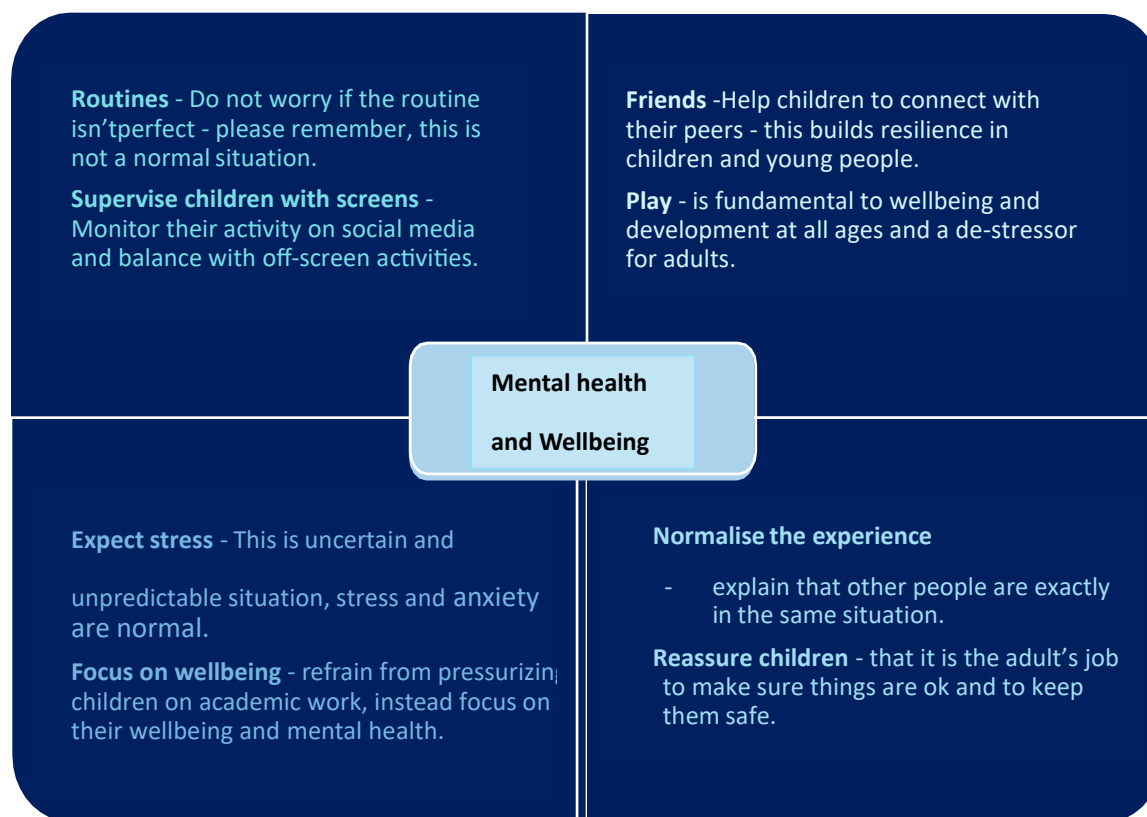 Routines - Do not worry if the routine
isn’tperfect - please remember, this is
not a normal situation.
Supervise children with screens -
Monitor their activity on social media
and balance with off-screen activities.
Friends -Help children to connect with
their peers - this builds resilience in
children and young people.
Play - is fundamental to wellbeing and
development at all ages and a de-stressor
for adults.
Mental health
and Wellbeing
Expect stress - This is uncertain and
unpredictable situation, stress and anxiety
are normal.
Focus on wellbeing - refrain from pressurizing
children on academic work, instead focus on
their wellbeing and mental health.
Normalise the experience
- explain that other people are exactly
in the same situation.
Reassure children - that it is the adult’s job
to make sure things are ok and to keep
them safe.